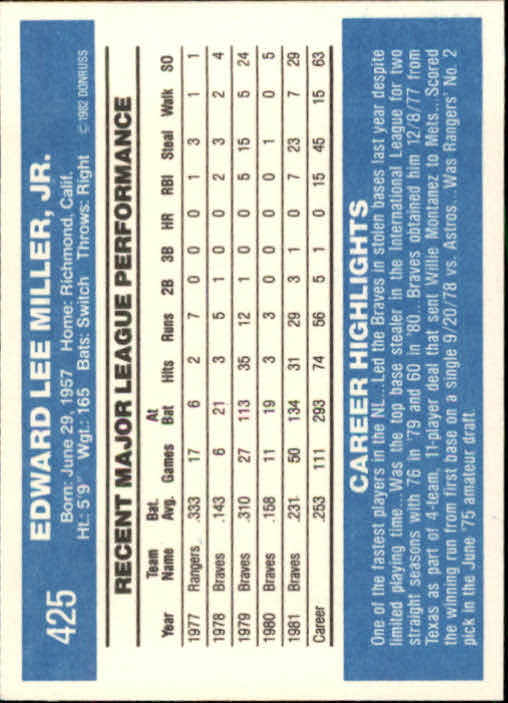 425
EDWARD LEE MILLER, JR.
Born: June 29, 1957 Home: Richmond, Calif.
Ht.: 5'9" Wgt.: 165 Bats: Switch Throws: Right © 1982 DONRUSS
RECENT MAJOR LEAGUE PERFORMANCE
Year Team Name Bat. Avg. Games At Bat Hits Runs 2B 3B HR RBI Steal Walk SO
1977 Rangers .333 17 6 2 7 0 0 0 1 3 1 1
1978 Braves .143 6 21 3 5 1 0 0 2 3 2 4
1979 Braves .310 27 113 35 12 1 0 0 5 15 5 24
1980 Braves .158 11 19 3 3 0 0 0 0 1 0 5
1981 Braves .231 50 134 31 29 3 1 0 7 23 7 29
Career .253 111 293 74 56 5 1 0 15 45 15 63
CAREER HIGHLIGHTS
One of the fastest players in the NL...Led the Braves in stolen bases last year despite
limited playing time...Was the top base stealer in the International League for two
straight seasons with 76 in '79 and 60 in '80...Braves obtained him 12/8/77 from
Texas as part of 4-team, 11-player deal that sent Willie Montanez to Mets...Scored
the winning run from first base on a single 9/20/78 vs. Astros...Was Rangers' No. 2
pick in the June '75 amateur draft.